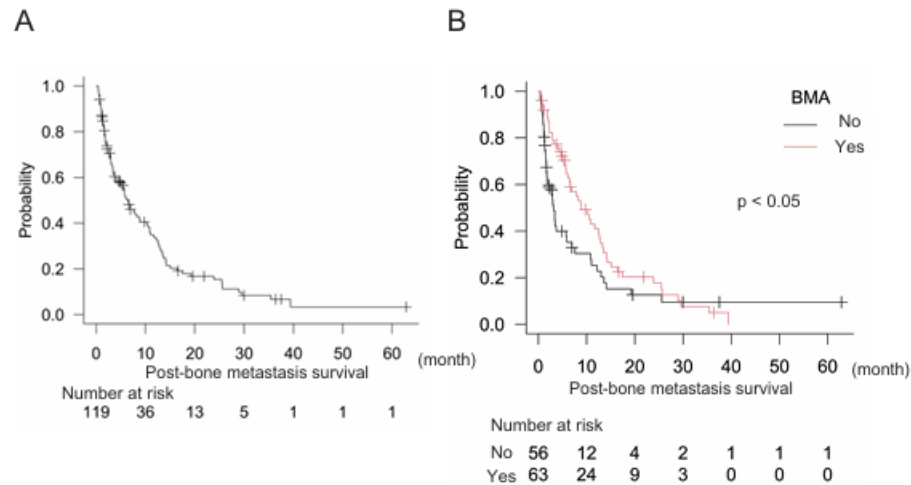 A
B
1.0
0.8
0.6
0.4
0.2
0.0
Probability
0 10 20 30 40 50 60 (month)
Post-bone metastasis survival
Number at risk
119 36 13 5 1 1 1
1.0
0.8
0.6
0.4
0.2
0.0
Probability
BMA
No
Yes
p < 0.05
0 10 20 30 40 50 60 (month)
Post-bone metastasis survival
Number at risk
No 56 12 4 2 1 1 1
Yes 63 24 9 3 0 0 0